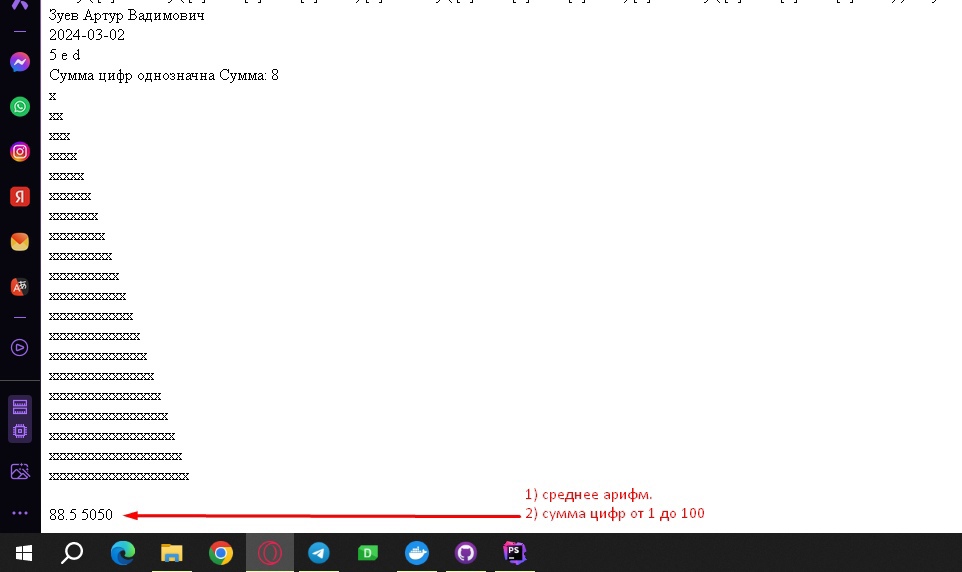 Зуев Артур Вадимович
2024-03-02
5 e d
Сумма цифр однозначна Сумма: 8
x
xx
xxx
xxxx
xxxxx
xxxxxx
xxxxxxx
xxxxxxxx
xxxxxxxxx
xxxxxxxxxx
xxxxxxxxxxx
xxxxxxxxxxxx
xxxxxxxxxxxxx
xxxxxxxxxxxxxx
xxxxxxxxxxxxxxx
xxxxxxxxxxxxxxxx
xxxxxxxxxxxxxxxxx
xxxxxxxxxxxxxxxxxx
xxxxxxxxxxxxxxxxxxx
xxxxxxxxxxxxxxxxxxxx
1) среднее арифм.
88.5 5050
2) сумма цифр от 1 до 100